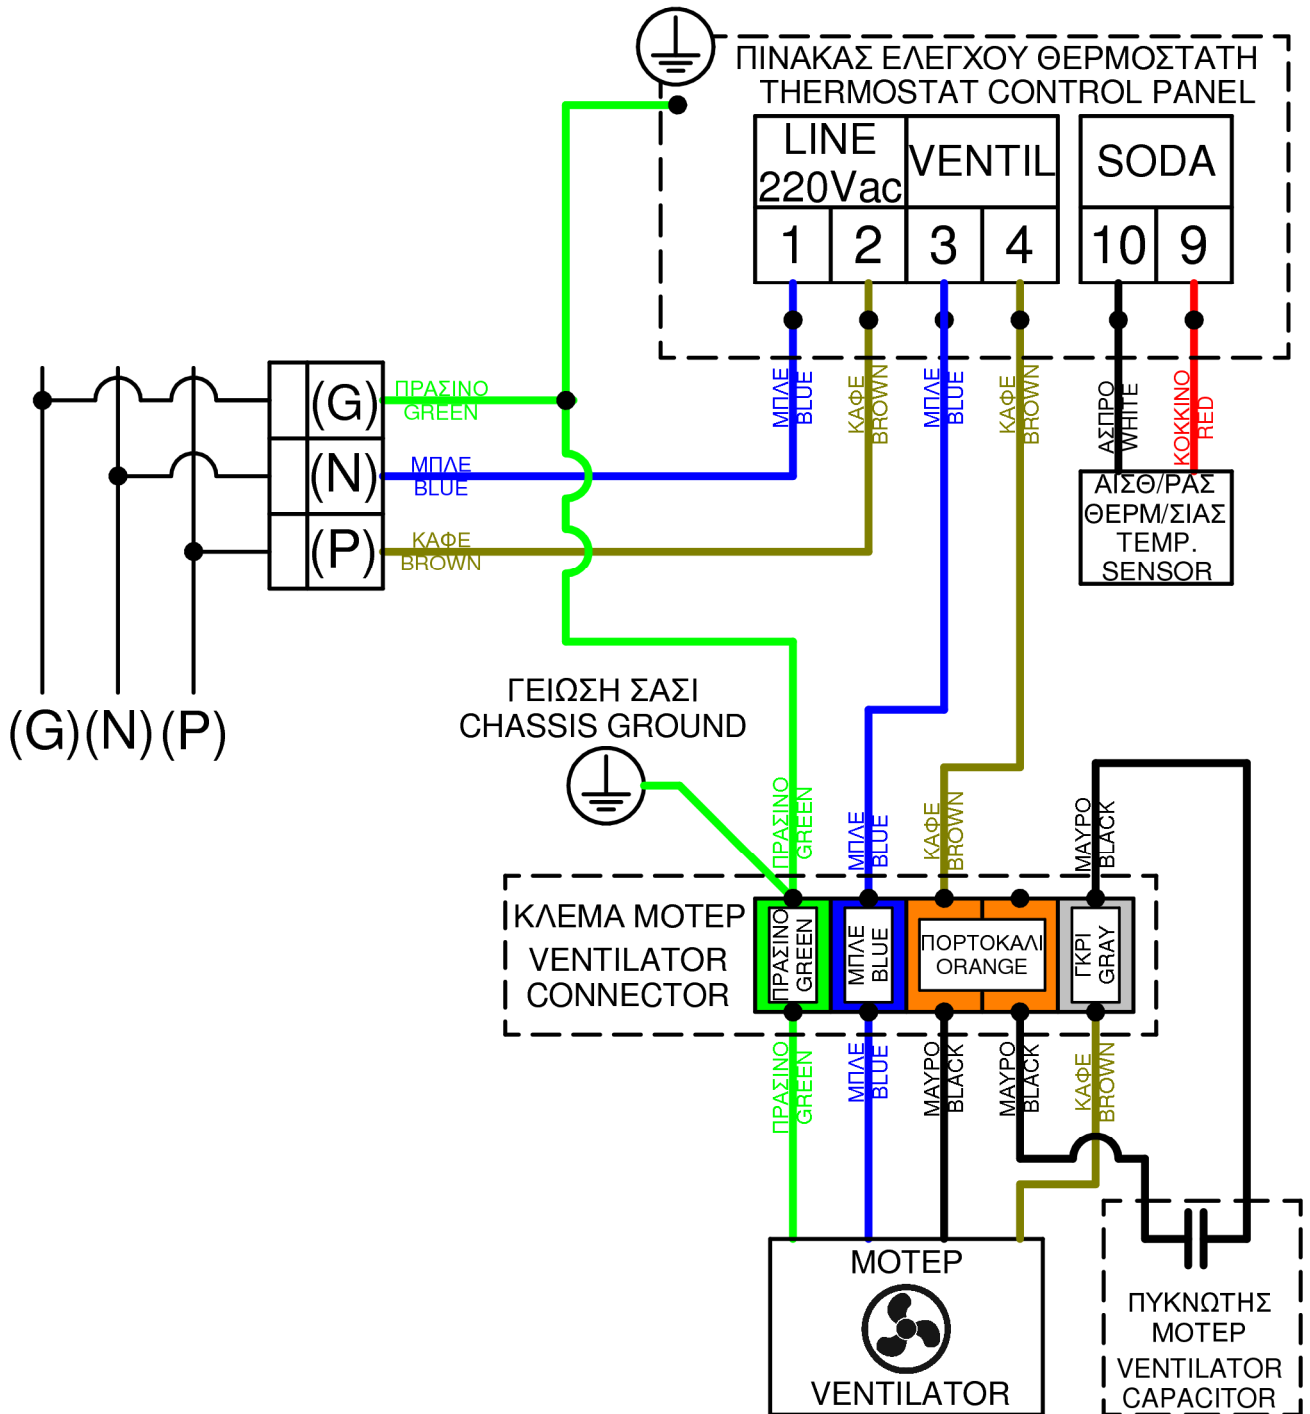 ΠΙΝΑΚΑΣ ΕΛΕΓΧΟΥ ΘΕΡΜΟΣΤΑΤΗ
THERMOSTAT CONTROL PANEL
LINE
220Vac
VENTIL
SODA
1
2
3
4
10
9
ΜΠΛΕ
BLUE
ΚΑΦΕ
BROWN
ΜΠΛΕ
BLUE
ΚΑΦΕ
BROWN
ΑΣΠΡΟ
WHITE
ΚΟΚΚΙΝΟ
RED
(G)
ΠΡΑΣΙΝΟ
GREEN
(N)
ΜΠΛΕ
BLUE
(P)
ΚΑΦΕ
BROWN
ΑΙΣΘ/ΡΑΣ
ΘΕΡΜ/ΣΙΑΣ
TEMP.
SENSOR
(G)
(N)
(P)
ΓΕΙΩΣΗ ΣΑΣΙ
CHASSIS GROUND
ΠΡΑΣΙΝΟ
GREEN
ΜΠΛΕ
BLUE
ΚΑΦΕ
BROWN
ΜΑΥΡΟ
BLACK
ΚΛΕΜΑ ΜΟΤΕΡ
VENTILATOR
CONNECTOR
ΠΡΑΣΙΝΟ
GREEN
ΜΠΛΕ
BLUE
ΠΟΡΤΟΚΑΛΙ
ORANGE
ΓΚΡΙ
GRAY
ΠΡΑΣΙΝΟ
GREEN
ΜΠΛΕ
BLUE
ΜΑΥΡΟ
BLACK
ΜΑΥΡΟ
BLACK
ΚΑΦΕ
BROWN
ΜΟΤΕΡ
VENTILATOR
ΠΥΚΝΩΤΗΣ
ΜΟΤΕΡ
VENTILATOR
CAPACITOR